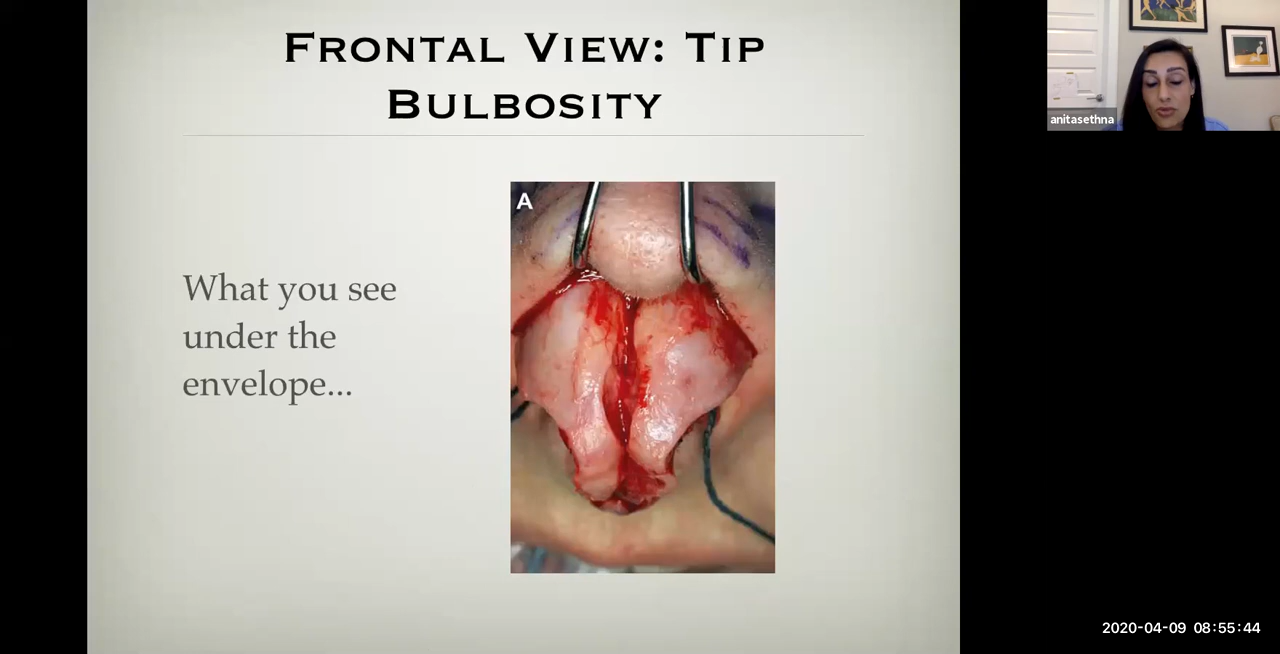 Frontal View: Tip
Bulbosity
anitasethna
A
What you see
under the
envelope...
2020-04-09 08:55:44